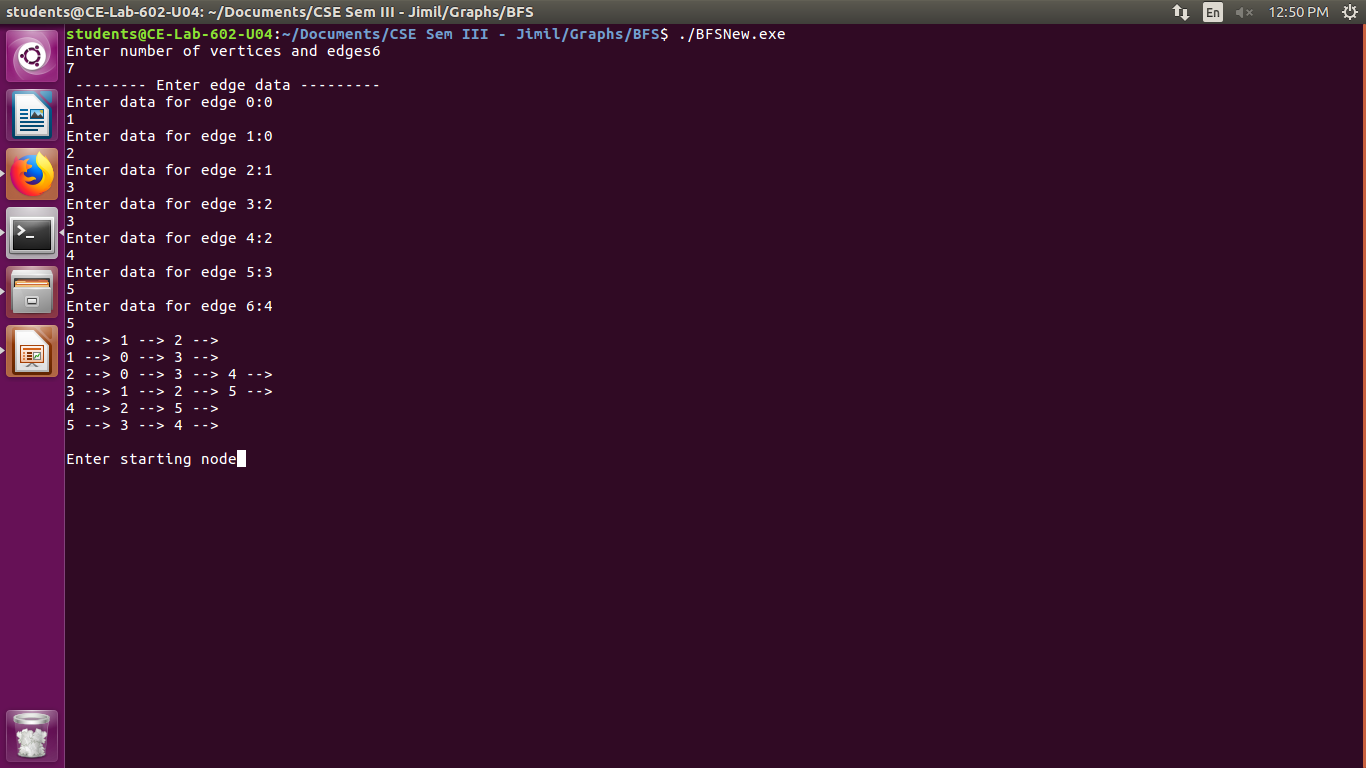 students@CE-Lab-602-U04: ~/Documents/CSE Sem III - Jimil/Graphs/BFS En 12:50 PM
students@CE-Lab-602-U04:~/Documents/CSE Sem III - Jimil/Graphs/BFS$ ./BFSNew.exe
Enter number of vertices and edges6
7
-------- Enter edge data ---------
Enter data for edge 0:0
1
Enter data for edge 1:0
2
Enter data for edge 2:1
3
Enter data for edge 3:2
3
Enter data for edge 4:2
4
Enter data for edge 5:3
5
Enter data for edge 6:4
5
0 --> 1 --> 2 -->
1 --> 0 --> 3 -->
2 --> 0 --> 3 --> 4 -->
3 --> 1 --> 2 --> 5 -->
4 --> 2 --> 5 -->
5 --> 3 --> 4 -->
Enter starting node